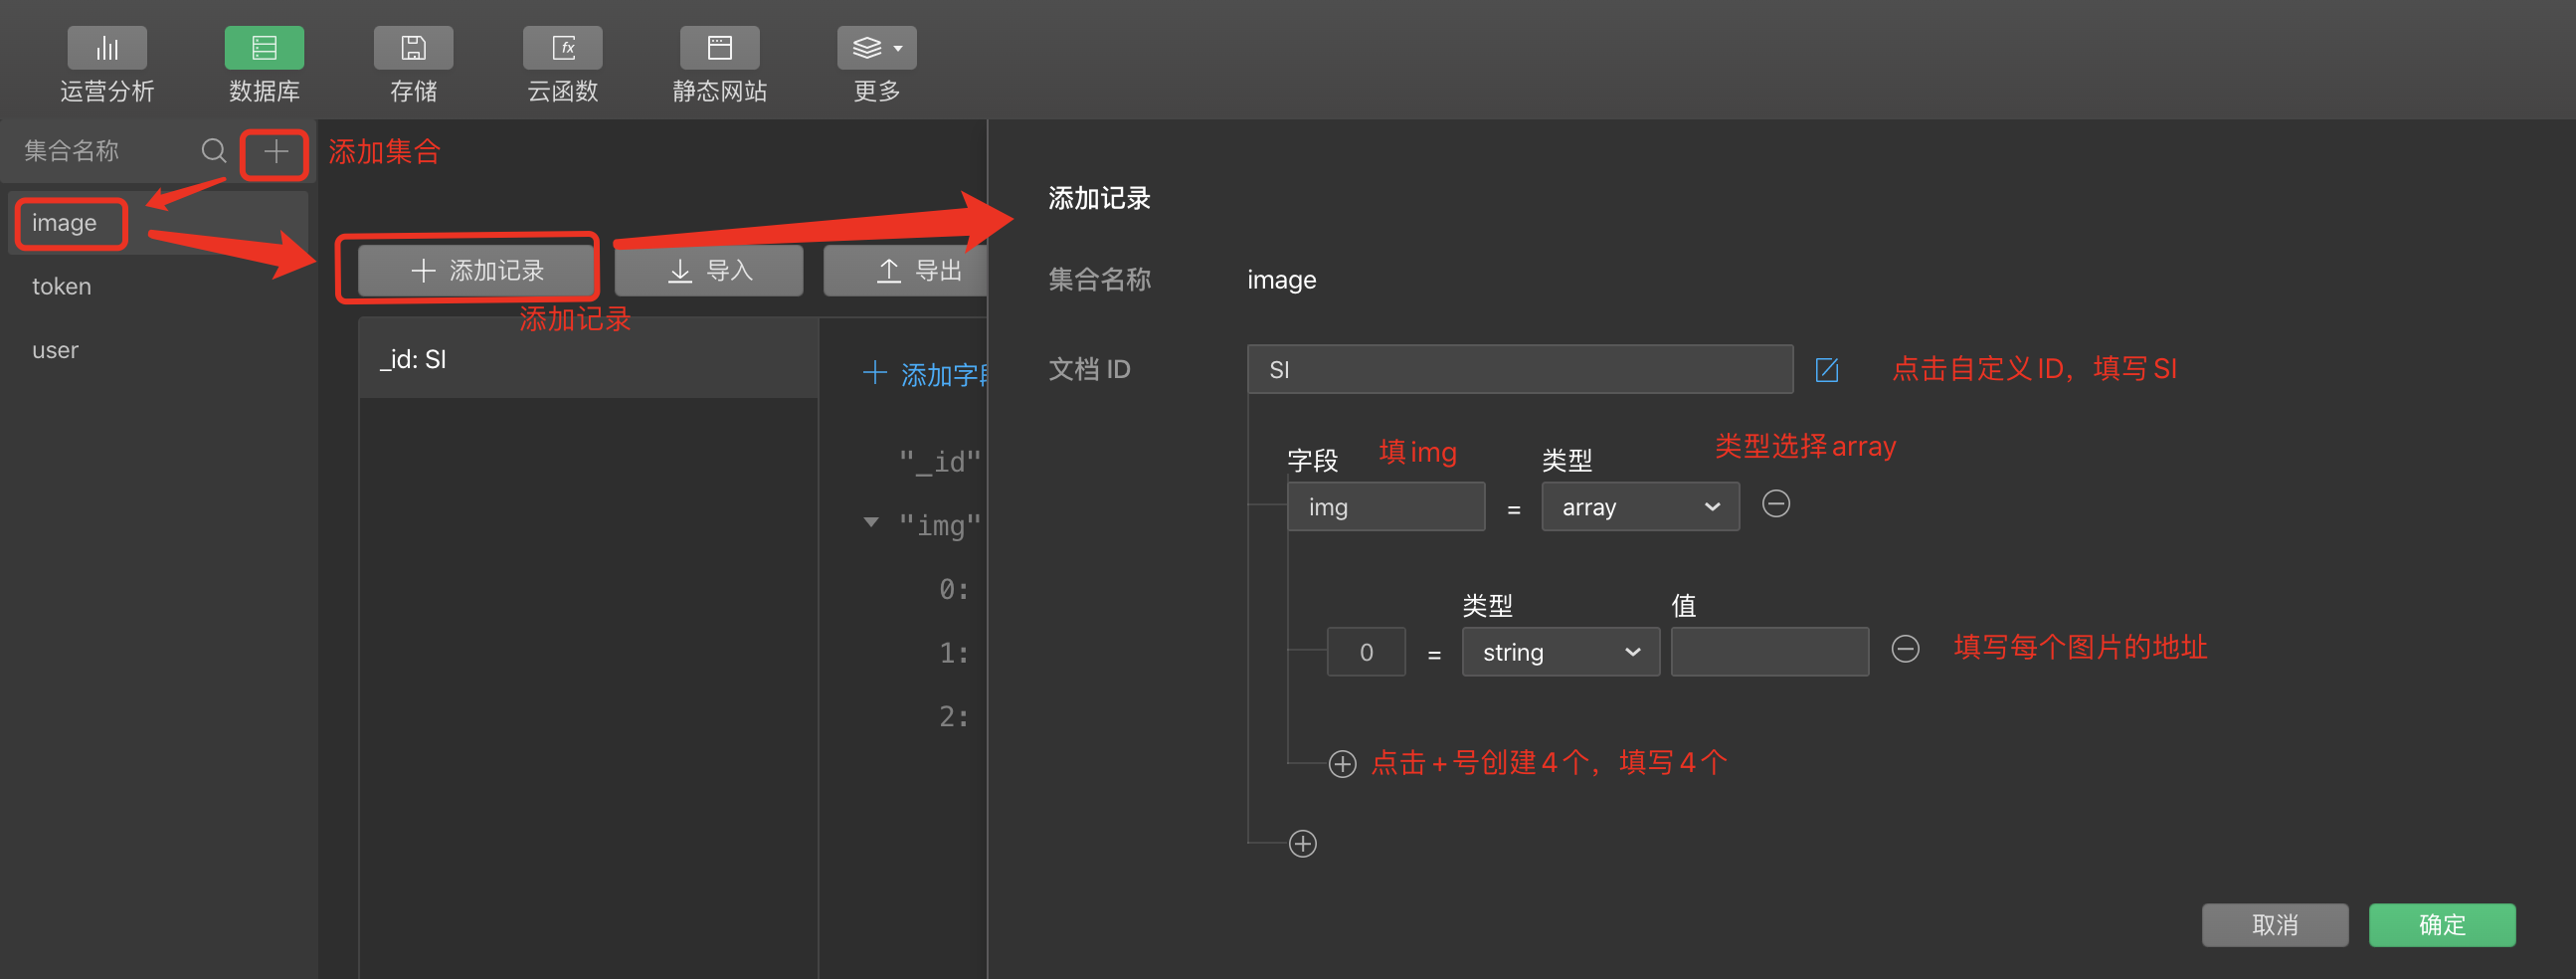 运营分析
数据库
存储
云函数
静态网站
更多
集合名称
添加集合
image
token
user
添加记录
导入
导出
添加记录
_id: SI
添加字
"_id"
"img"
0:
1:
2:
添加记录
集合名称 image
文档 ID SI 点击自定义 ID，填写 SI
字段 填 img 类型 类型选择 array
img = array
类型 值
0 = string 填写每个图片的地址
点击 + 号创建 4 个，填写 4 个
取消 确定